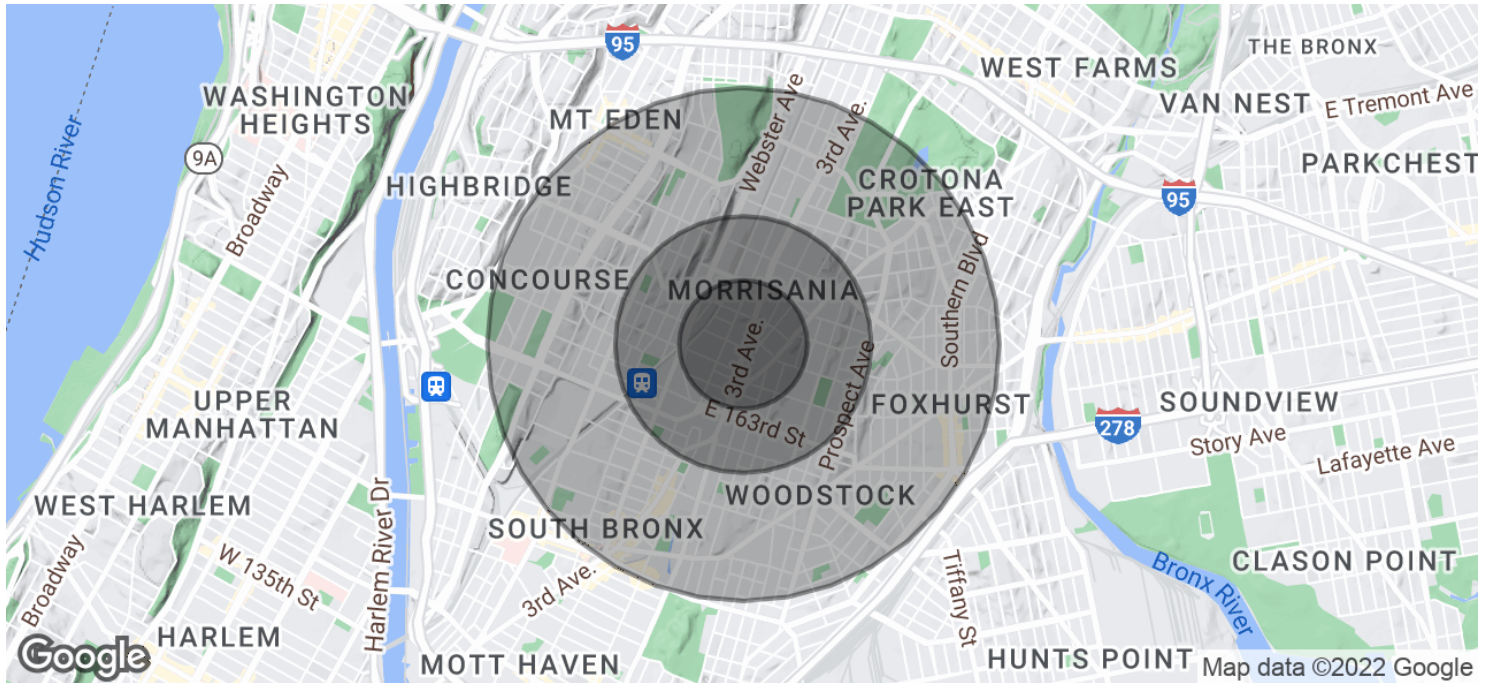 95
THE BRONX
WEST FARMS
WASHINGTON
HEIGHTS
VAN NEST
E Tremont Ave
MT EDEN
Webster Ave
3rd Ave.
9A
PARKCHEST
HIGHBRIDGE
CROTONA
PARK EAST
95
Hudson River
Broadway
Southern Blvd
CONCOURSE
MORRISANIA
3rd Ave.
Prospect Ave
UPPER
MANHATTAN
FOXHURST
SOUNDVIEW
E 163rd St
278
Story Ave
Lafayette Ave
WEST HARLEM
WOODSTOCK
SOUTH BRONX
Harlem River Dr
Broadway
W 135th St
3rd Ave.
Tiffany St
Bronx River
CLASON POINT
HARLEM
MOTT HAVEN
HUNTS POINT
Google
Map data ©2022 Google